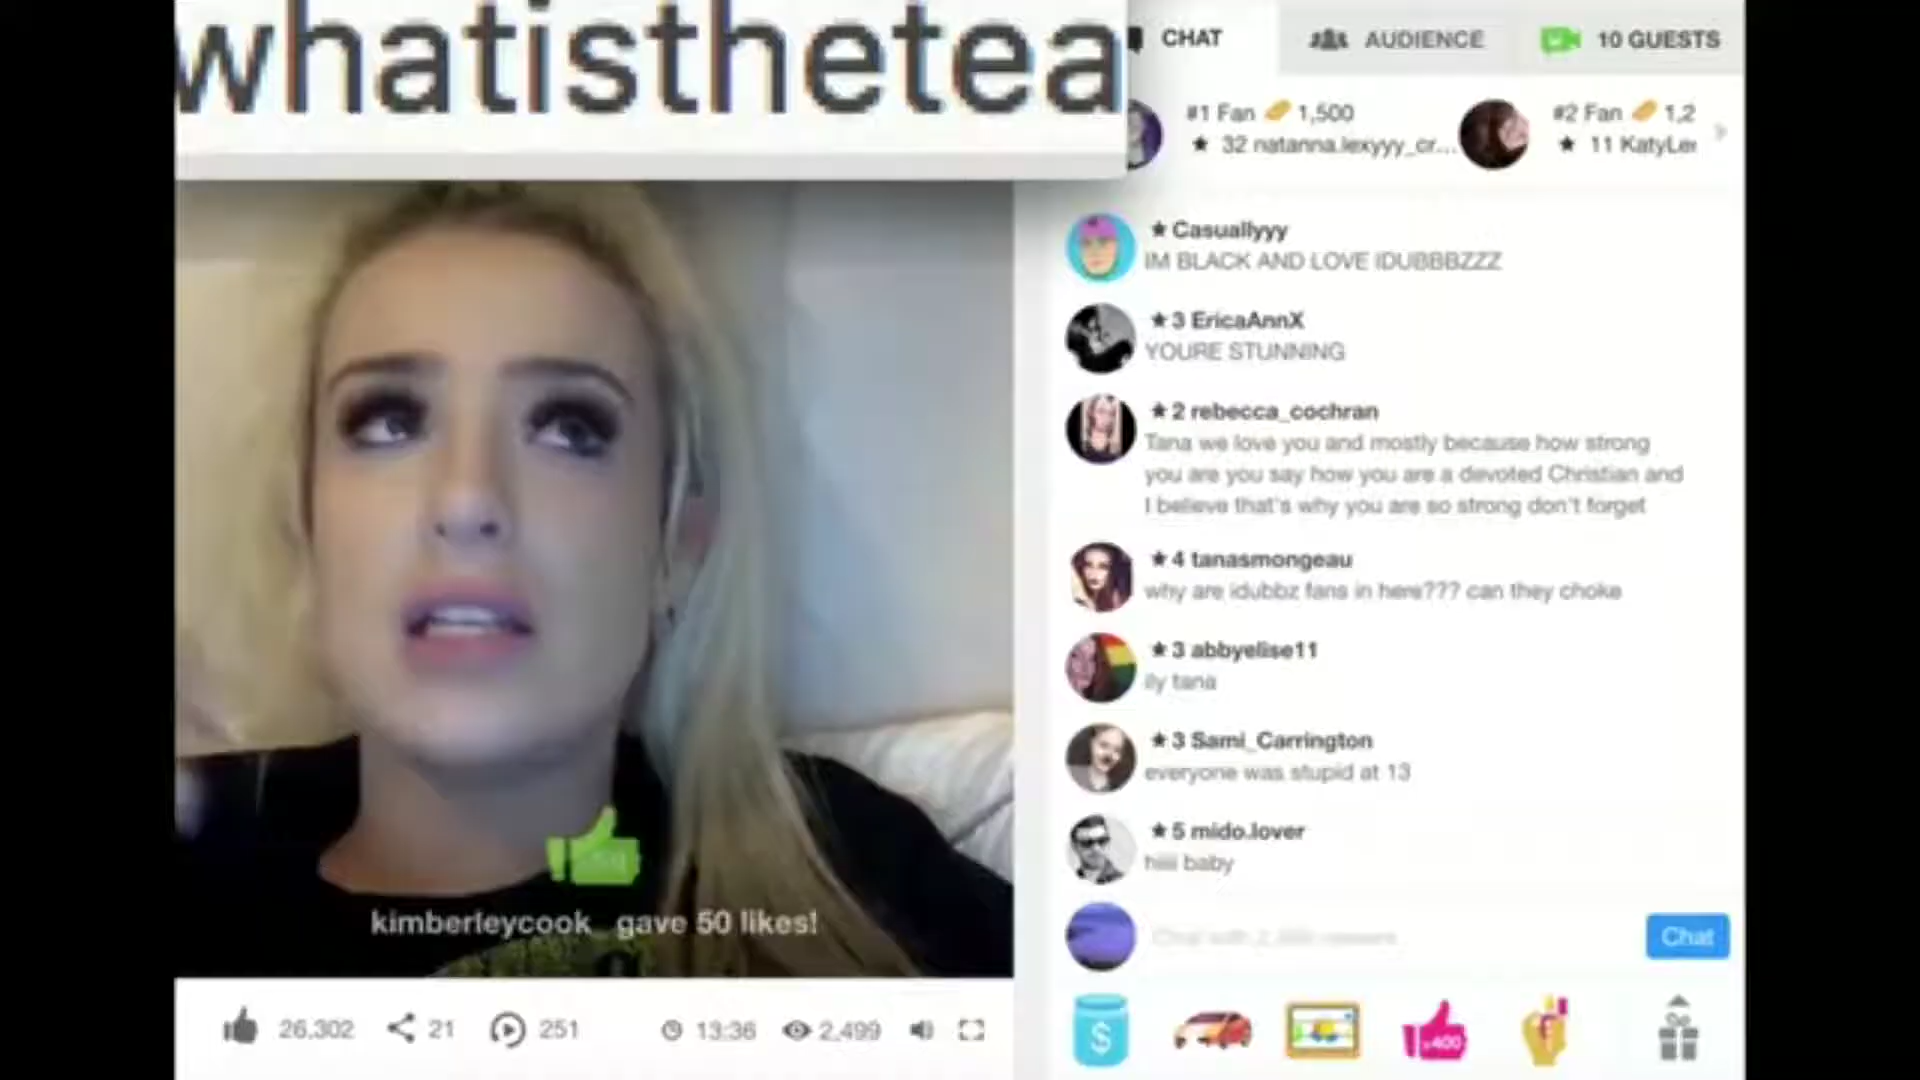 whatisthetea
CHAT
AUDIENCE
10 GUESTS
#1 Fan 1,500
★ 32 natanna.lexyyy_cr...
#2 Fan 1,2
★ 11 KatyLee
★ Casuallyyy
IM BLACK AND LOVE IDUBBBZZZ
★ 3 EricaAnnX
YOURE STUNNING
★ 2 rebecca_cochran
Tana we love you and mostly because how strong
you are you say how you are a devoted Christian and
I believe that's why you are so strong don't forget
★ 4 tanasmongeau
why are idubbz fans in here??? can they choke
★ 3 abbyelise11
ily tana
★ 3 Sami_Carrington
everyone was stupid at 13
★ 5 mido.lover
hiiii baby
Chat
kimberleycook gave 50 likes!
26,302
21
251
13:36
2,499
x400